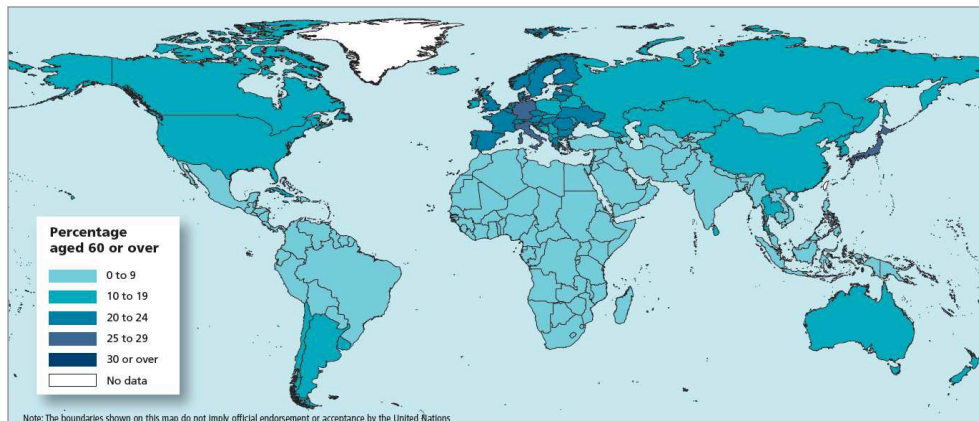 Percentage
aged 60 or over
0 to 9
10 to 19
20 to 24
25 to 29
30 or over
No data
Note: The boundaries shown on this map do not imply official endorsement or acceptance by the United Nations